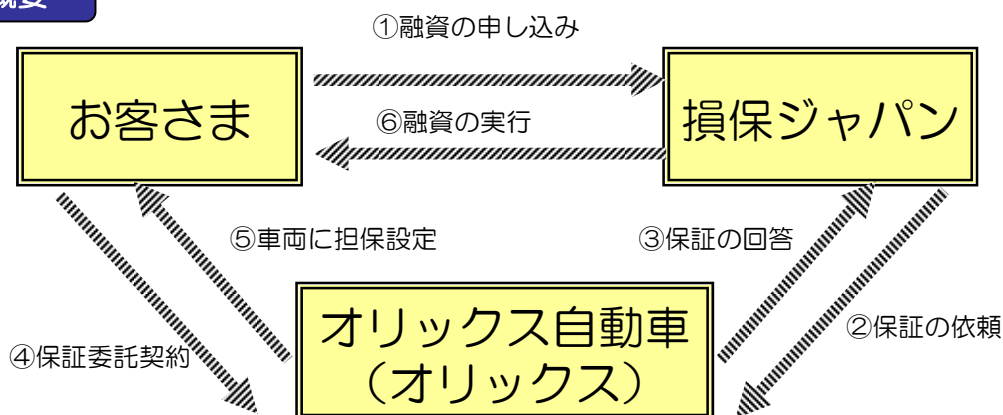 概要
①融資の申し込み
お客さま
損保ジャパン
⑥融資の実行
⑤車両に担保設定
③保証の回答
オリックス自動車
（オリックス）
②保証の依頼
④保証委託契約